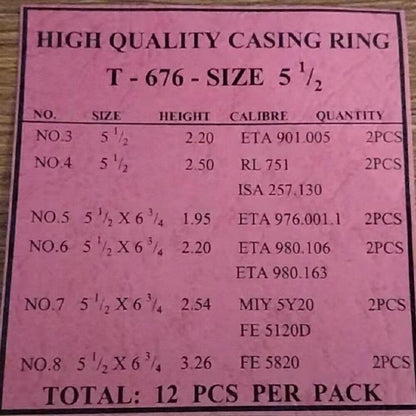 HIGH QUALITY CASING RING
T - 676 - SIZE 5 1/2
NO. SIZE HEIGHT CALIBRE QUANTITY
NO.3 5 1/2 2.20 ETA 901.005 2PCS
NO.4 5 1/2 2.50 RL 751 2PCS
ISA 257.130
NO.5 5 1/2 X 6 3/4 1.95 ETA 976.001.1 2PCS
NO.6 5 1/2 X 6 3/4 2.20 ETA 980.106 2PCS
ETA 980.163
NO.7 5 1/2 X 6 3/4 2.54 MIY 5Y20 2PCS
FE 5120D
NO.8 5 1/2 X 6 3/4 3.26 FE 5820 2PCS
TOTAL: 12 PCS PER PACK